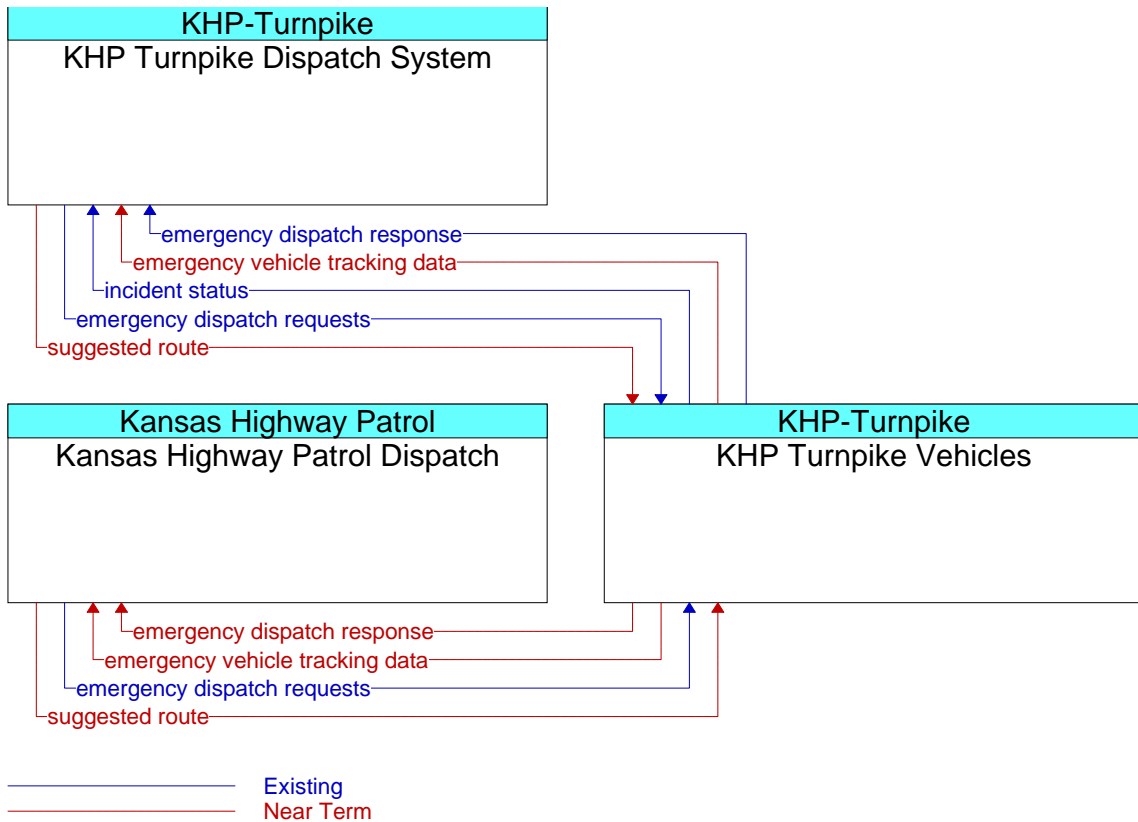 KHP-Turnpike
KHP Turnpike Dispatch System
emergency dispatch response
emergency vehicle tracking data
incident status
emergency dispatch requests
suggested route
Kansas Highway Patrol
Kansas Highway Patrol Dispatch
KHP-Turnpike
KHP Turnpike Vehicles
emergency dispatch response
emergency vehicle tracking data
emergency dispatch requests
suggested route
Existing
Near Term